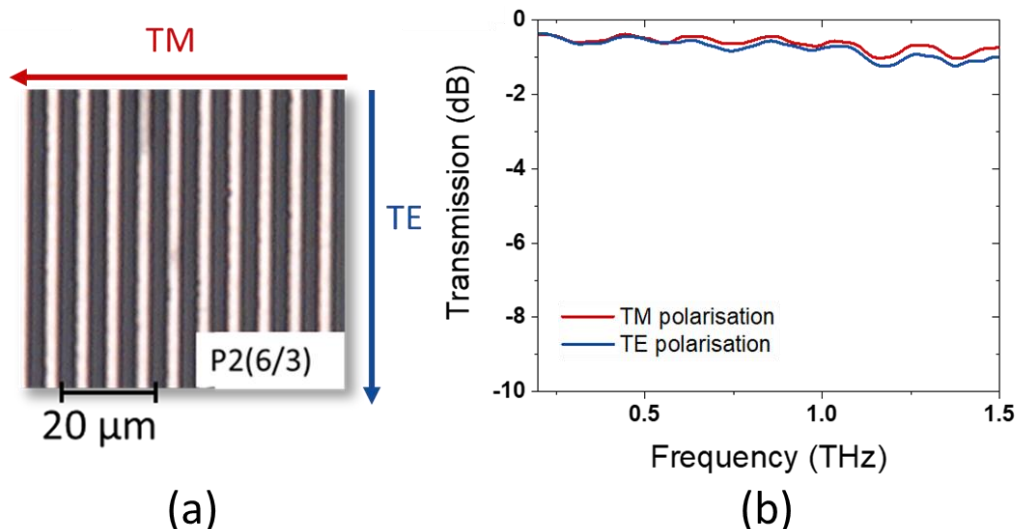 TM
TE
P2(6/3)
20 µm
(a)
(b)
0
-2
-4
-6
-8
-10
Transmission (dB)
TM polarisation
TE polarisation
0.5
1.0
1.5
Frequency (THz)